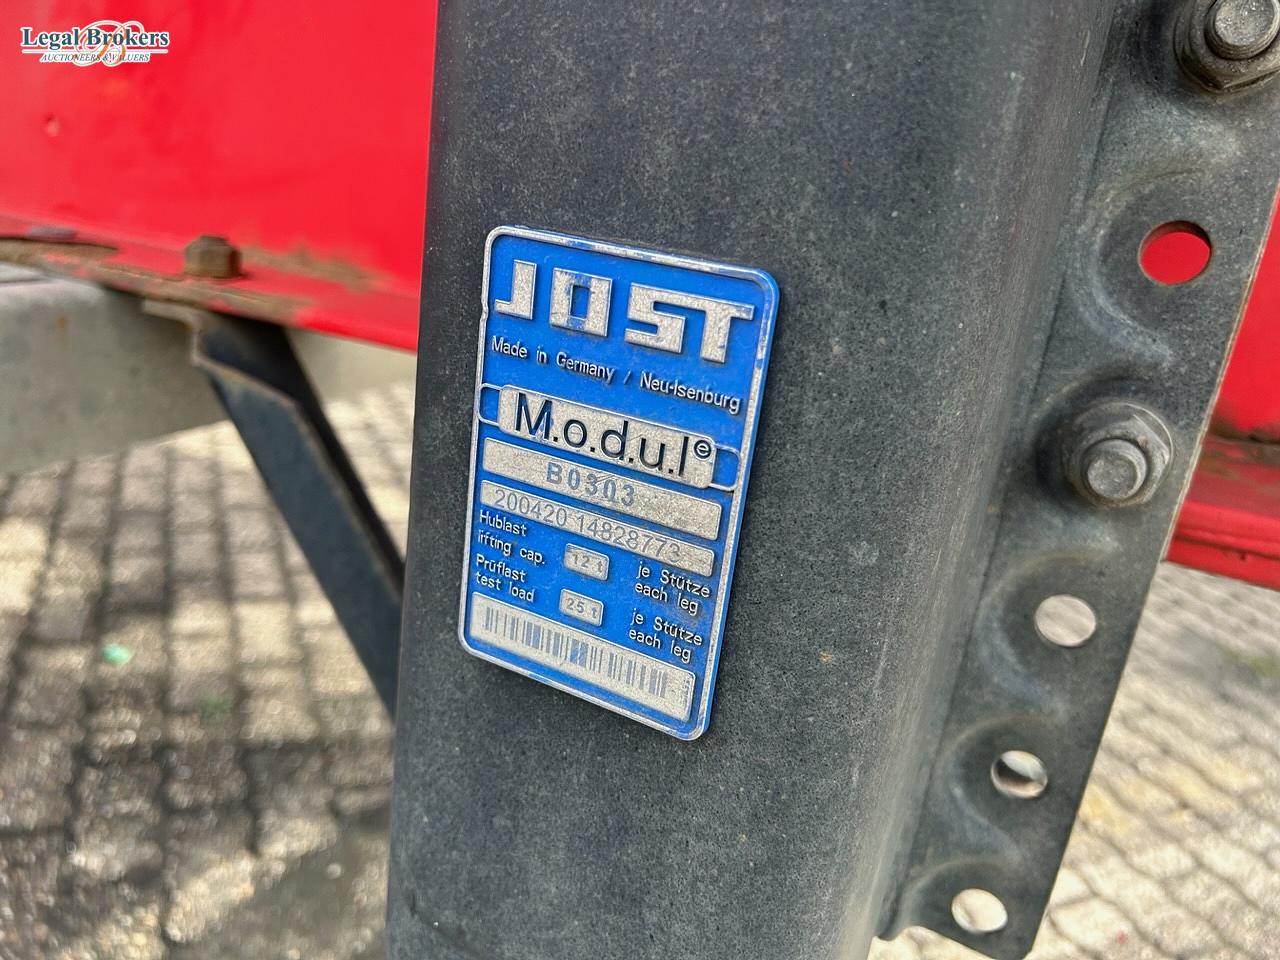 Legal Brokers
AUCTIONEERS & VALUERS
JOST
Made in Germany / Neu-Isenburg
M.o.d.u.l e
B0303
200420 14828773
Hublast
lifting cap. 12 t je Stütze
each leg
Prüflast
test load 25 t je Stütze
each leg